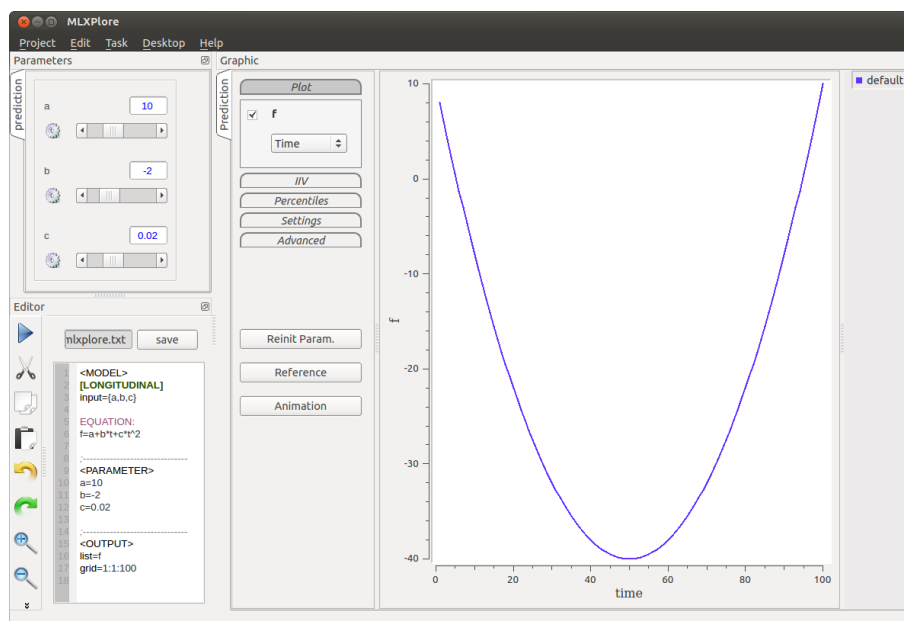 MLXPlore
Project Edit Task Desktop Help
Parameters
prediction
a 10
b -2
c 0.02
Graphic
Prediction
Plot
f
Time
IIV
Percentiles
Settings
Advanced
Reinit Param.
Reference
Animation
10
0
-10
-20
-30
-40
f
0 20 40 60 80 100
time
default
Editor
mlxplore.txt save
1 <MODEL>
2 [LONGITUDINAL]
3 input={a,b,c}
4
5 EQUATION:
6 f=a+b*t+c*t^2
7
8 ;------------------------------
9 <PARAMETER>
10 a=10
11 b=-2
12 c=0.02
13
14 ;------------------------------
15 <OUTPUT>
16 list=f
17 grid=1:1:100
18